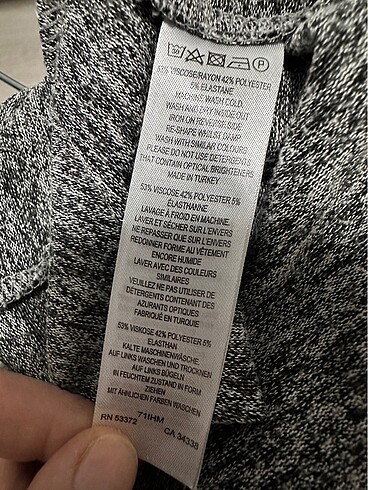 53% VISCOSE/RAYON 42% POLYESTER
5% ELASTANE
MACHINE WASH COLD.
WASH AND DRY INSIDE OUT
IRON ON REVERSE SIDE
RE-SHAPE WHILST DAMP
WASH WITH SIMILAR COLOURS
PLEASE DO NOT USE DETERGENTS
THAT CONTAIN OPTICAL BRIGHTENERS
MADE IN TURKEY
53% VISCOSE 42% POLYESTER 5%
ÉLASTHANNE
LAVAGE À FROID EN MACHINE.
LAVER ET SÉCHER SUR L'ENVERS
NE REPASSER QUE SUR L'ENVERS
REDONNER FORME AU VÊTEMENT
ENCORE HUMIDE
LAVER AVEC DES COULEURS
SIMILAIRES
VEUILLEZ NE PAS UTILISER DE
DÉTERGENTS CONTENANT DES
AZURANTS OPTIQUES
FABRIQUÉ EN TURQUIE
53% VISKOSE 42% POLYESTER 5%
ELASTHAN
KALTE MASCHINENWÄSCHE.
AUF LINKS WASCHEN UND TROCKNEN
AUF LINKS BÜGELN
IN FEUCHTEM ZUSTAND IN FORM
ZIEHEN
MIT ÄHNLICHEN FARBEN WASCHEN
711HM
RN 53372 CA 34338